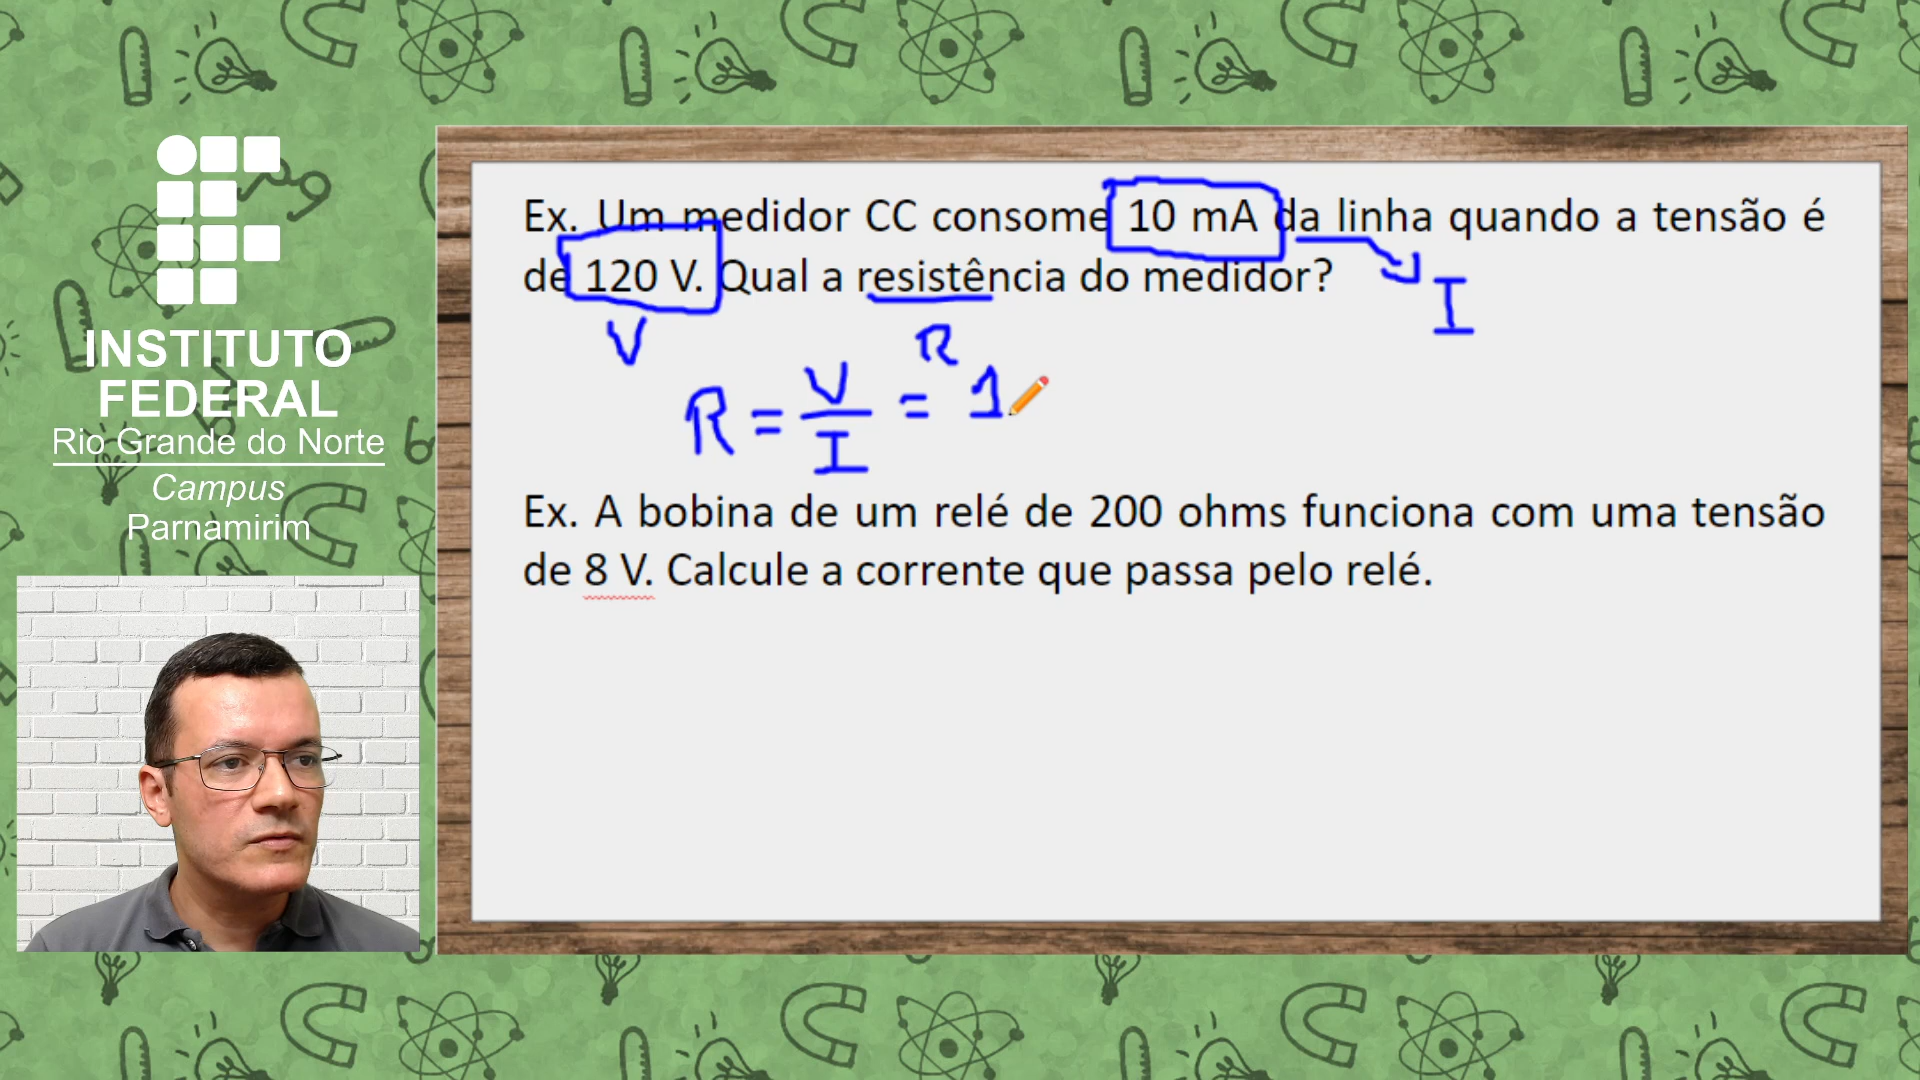 INSTITUTO
FEDERAL
Rio Grande do Norte
Campus
Parnamirim
Ex. Um medidor CC consome 10 mA da linha quando a tensão é
de 120 V. Qual a resistência do medidor?
V
R
I
R = V/I = 1
Ex. A bobina de um relé de 200 ohms funciona com uma tensão
de 8 V. Calcule a corrente que passa pelo relé.